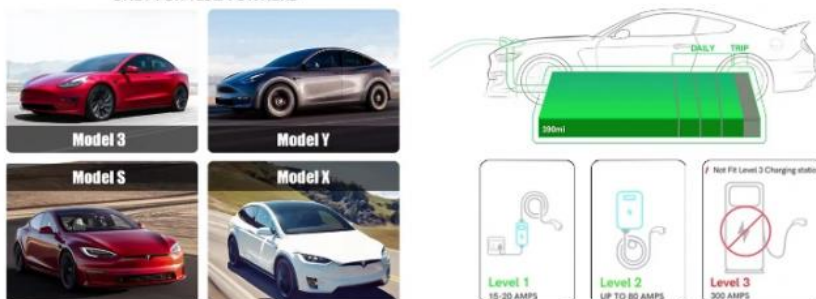 Model 3
Model Y
Model S
Model X
DAILY TRIP
390mi
Not Fit Level 3 Charging station
Level 1
15-20 AMPS
Level 2
UP TO 80 AMPS
Level 3
300 AMPS